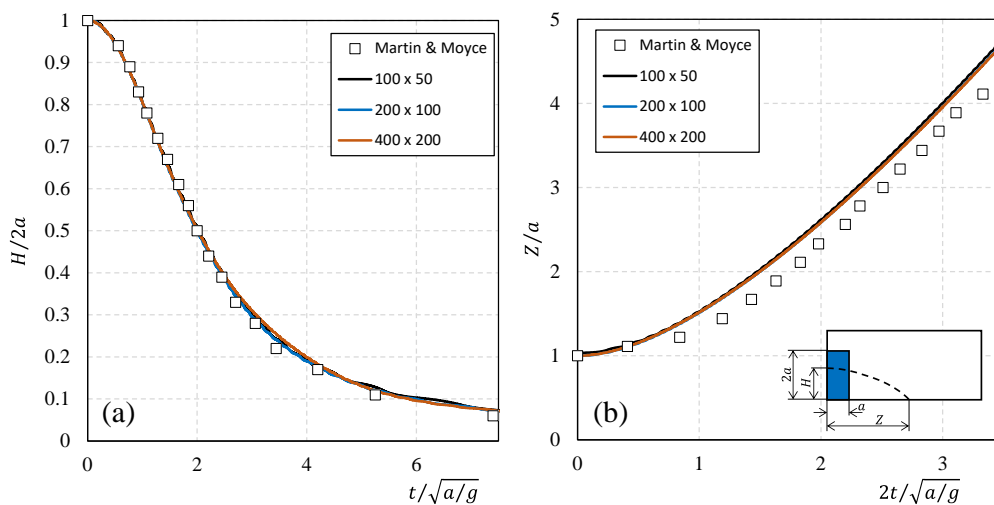 1
0.9
0.8
0.7
0.6
0.5
0.4
0.3
0.2
0.1
0
0
2
4
6
H/2a
t/√(a/g)
Martin & Moyce
100 x 50
200 x 100
400 x 200
(a)
5
4
3
2
1
0
0
1
2
3
Z/a
2t/√(a/g)
Martin & Moyce
100 x 50
200 x 100
400 x 200
2a
H
a
Z
(b)